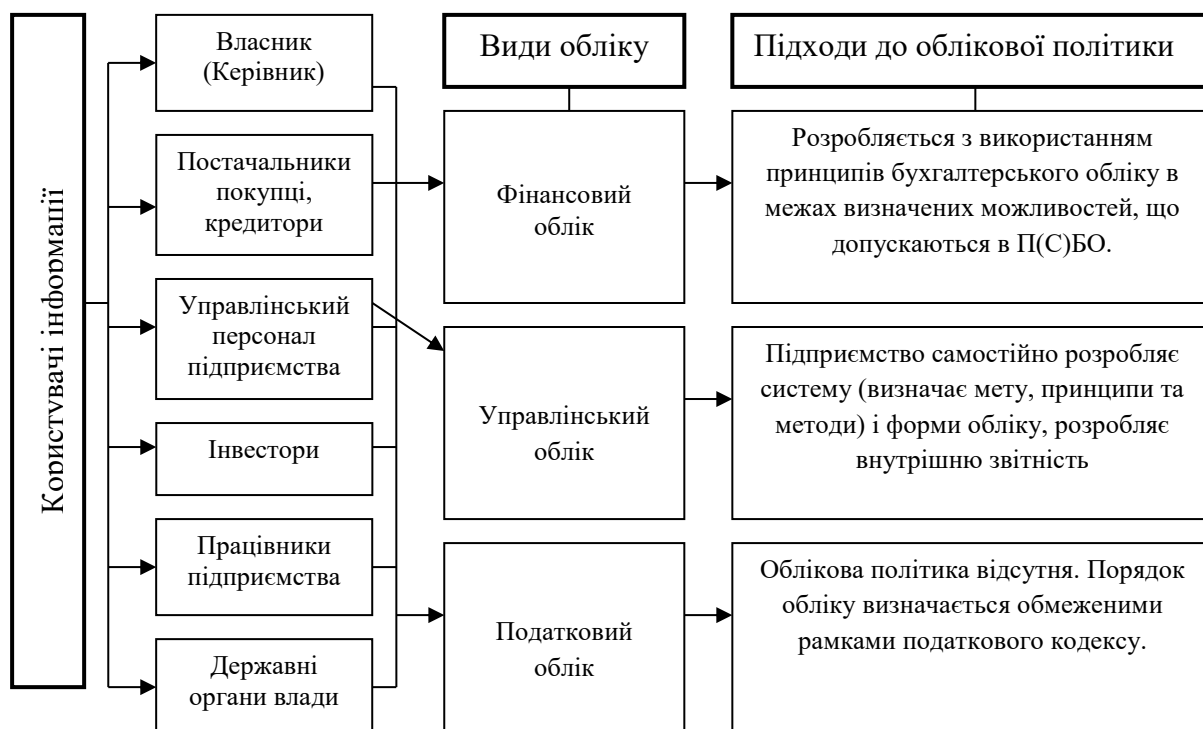 Користувачі інформації
Власник
(Керівник)
Постачальники
покупці,
кредитори
Управлінський
персонал
підприємства
Інвестори
Працівники
підприємства
Державні
органи влади
Види обліку
Фінансовий
облік
Управлінський
облік
Податковий
облік
Підходи до облікової політики
Розробляється з використанням
принципів бухгалтерського обліку в
межах визначених можливостей, що
допускаються в П(С)БО.
Підприємство самостійно розробляє
систему (визначає мету, принципи та
методи) і форми обліку, розробляє
внутрішню звітність
Облікова політика відсутня. Порядок
обліку визначається обмеженими
рамками податкового кодексу.